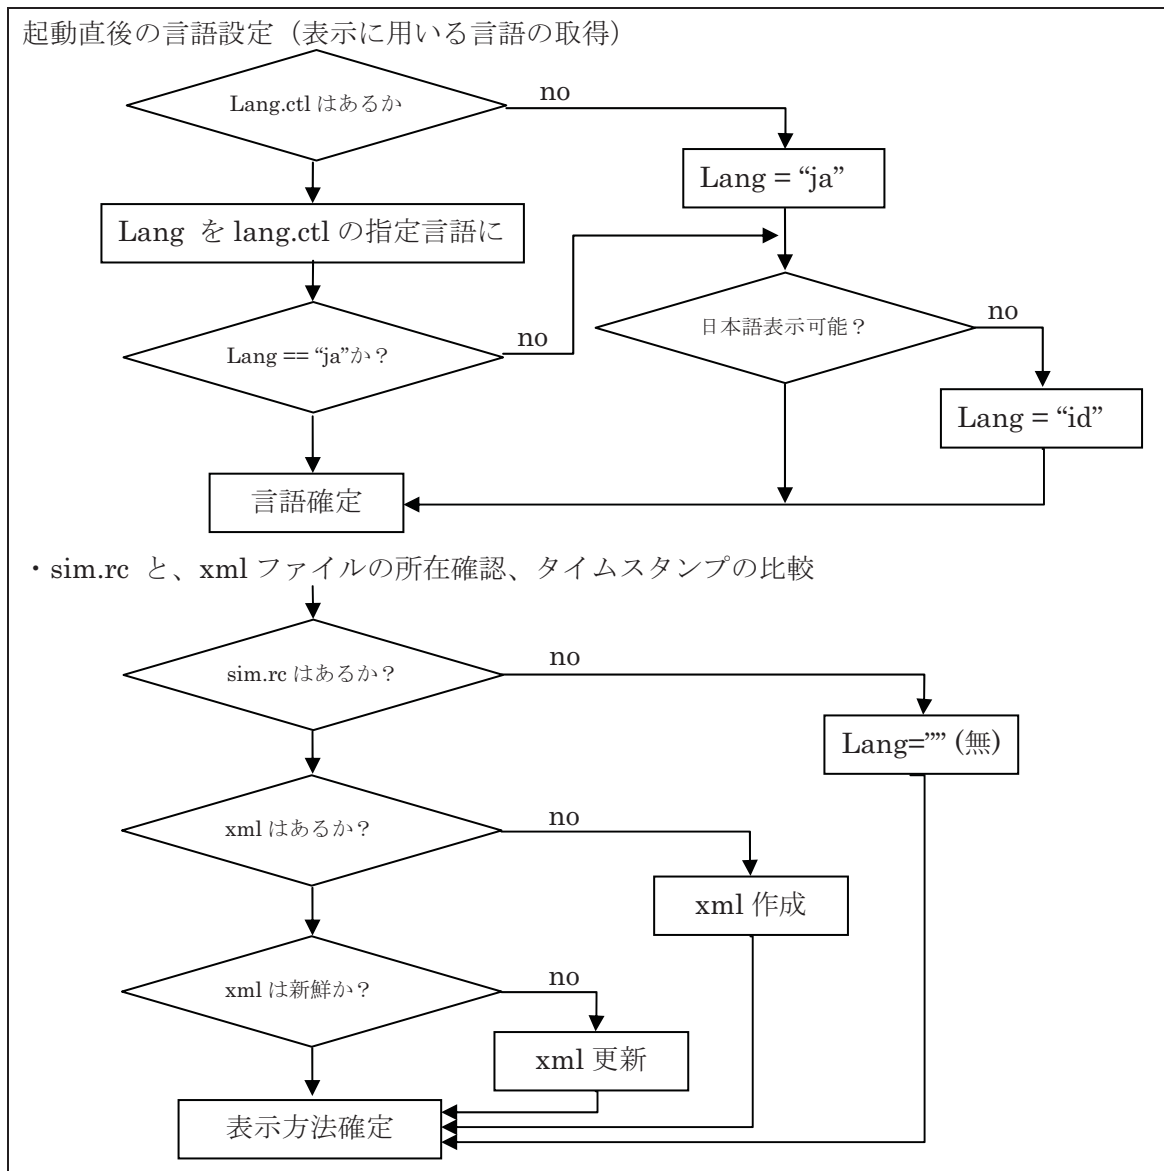 起動直後の言語設定（表示に用いる言語の取得）
Lang.ctl はあるか
no
Lang = “ja”
Lang を lang.ctl の指定言語に
日本語表示可能？
no
Lang == “ja”か？
no
Lang = “id”
言語確定
・sim.rc と、xml ファイルの所在確認、タイムスタンプの比較
sim.rc はあるか？
no
Lang=”” (無)
xml はあるか？
no
xml 作成
xml は新鮮か？
no
xml 更新
表示方法確定